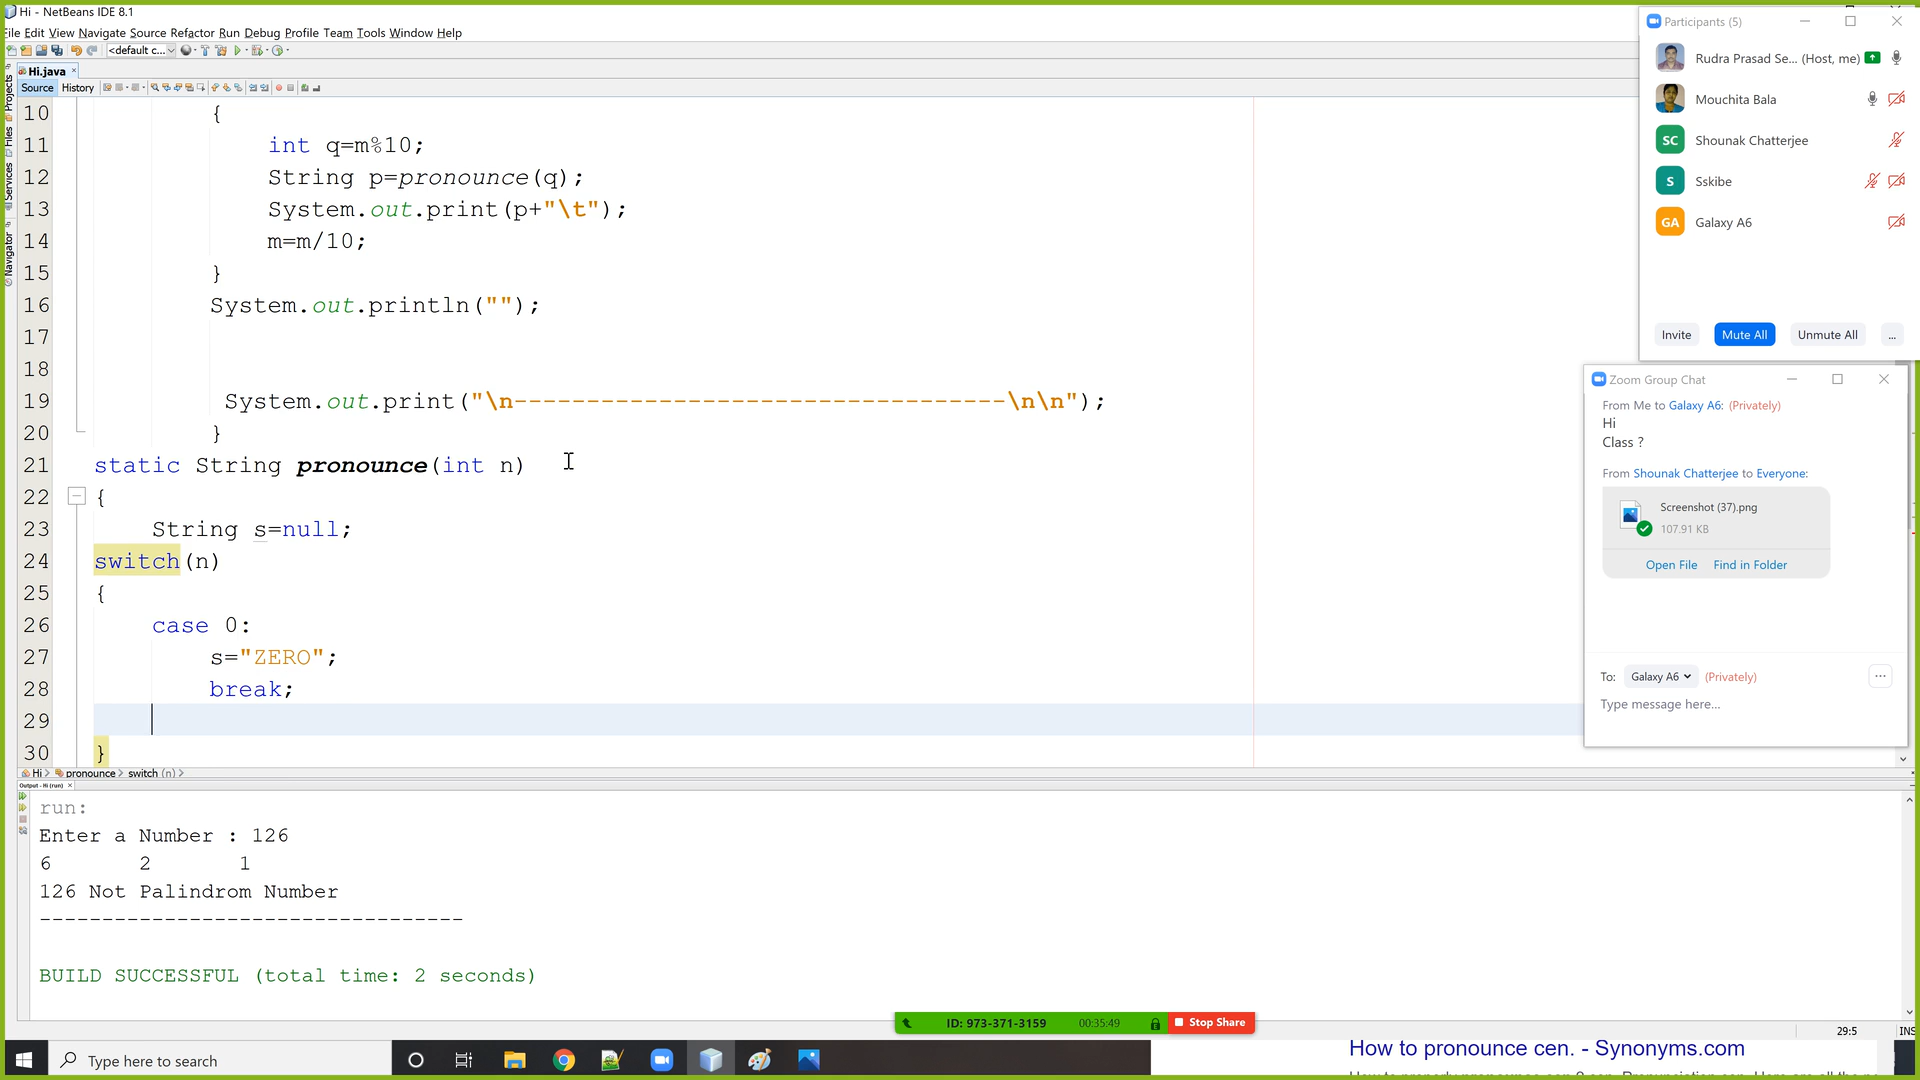 Hi - NetBeans IDE 8.1
File Edit View Navigate Source Refactor Run Debug Profile Team Tools Window Help
<default c...
Hi.java
Source History
Projects
Files
Services
Navigator
10 {
11 int q=m%10;
12 String p=pronounce(q);
13 System.out.print(p+"\t");
14 m=m/10;
15 }
16 System.out.println("");
17
18
19 System.out.print("\n----------------------------------\n\n");
20 }
21 static String pronounce(int n)
22 {
23 String s=null;
24 switch(n)
25 {
26 case 0:
27 s="ZERO";
28 break;
29
30 }
Hi pronounce switch (n)
Output - Hi (run)
run:
Enter a Number : 126
6 2 1
126 Not Palindrom Number
----------------------------------
BUILD SUCCESSFUL (total time: 2 seconds)
Participants (5)
Rudra Prasad Se... (Host, me)
Mouchita Bala
SC Shounak Chatterjee
S Sskibe
GA Galaxy A6
Invite Mute All Unmute All ...
Zoom Group Chat
From Me to Galaxy A6: (Privately)
Hi
Class ?
From Shounak Chatterjee to Everyone:
Screenshot (37).png
107.91 KB
Open File Find in Folder
To: Galaxy A6 (Privately) ...
Type message here...
ID: 973-371-3159 00:35:49 Stop Share
29:5 INS
Type here to search
How to pronounce cen. - Synonyms.com